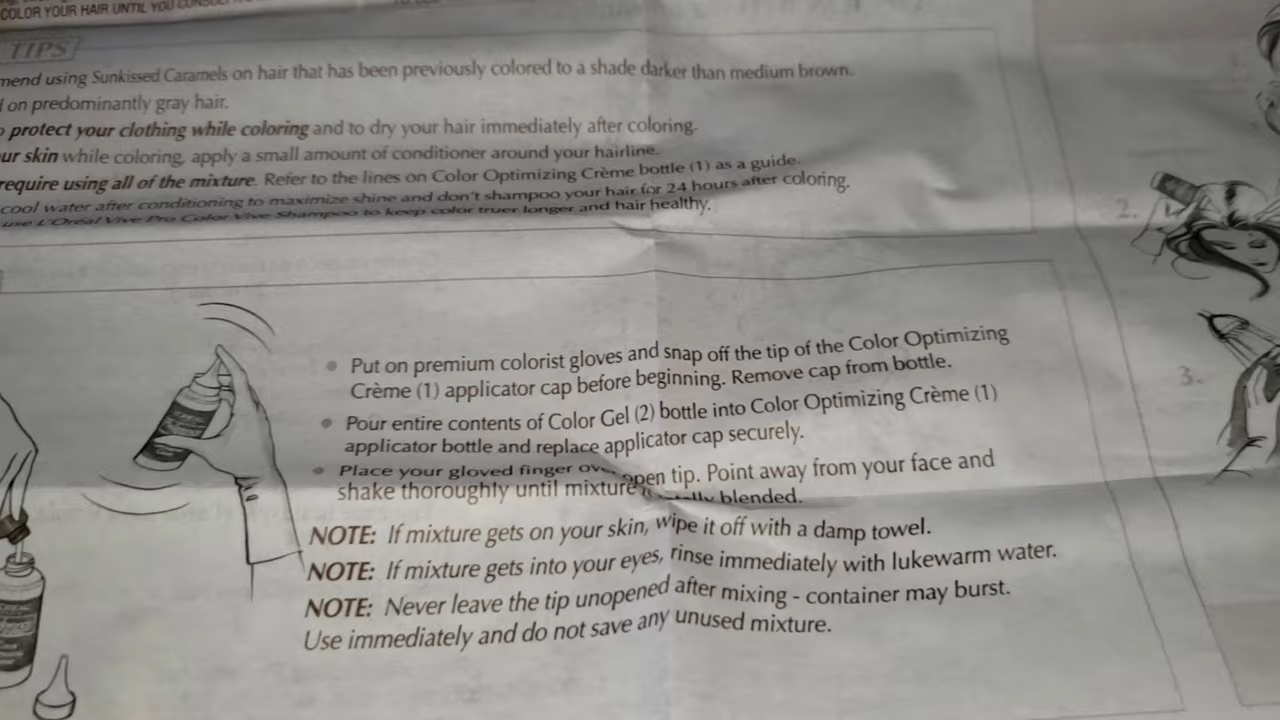 COLOR YOUR HAIR UNTIL YOU
TIPS
mend using Sunkissed Caramels on hair that has been previously colored to a shade darker than medium brown.
on predominantly gray hair.
protect your clothing while coloring and to dry your hair immediately after coloring.
ur skin while coloring, apply a small amount of conditioner around your hairline.
require using all of the mixture. Refer to the lines on Color Optimizing Crème bottle (1) as a guide.
cool water after conditioning to maximize shine and don't shampoo your hair for 24 hours after coloring.
use L'Oréal Vive Pro Color Vive Shampoo to keep color truer longer and hair healthy.
2.
3.
• Put on premium colorist gloves and snap off the tip of the Color Optimizing
Crème (1) applicator cap before beginning. Remove cap from bottle.
• Pour entire contents of Color Gel (2) bottle into Color Optimizing Crème (1)
applicator bottle and replace applicator cap securely.
• Place your gloved finger ov open tip. Point away from your face and
shake thoroughly until mixture blended.
NOTE: If mixture gets on your skin, wipe it off with a damp towel.
NOTE: If mixture gets into your eyes, rinse immediately with lukewarm water.
NOTE: Never leave the tip unopened after mixing - container may burst.
Use immediately and do not save any unused mixture.